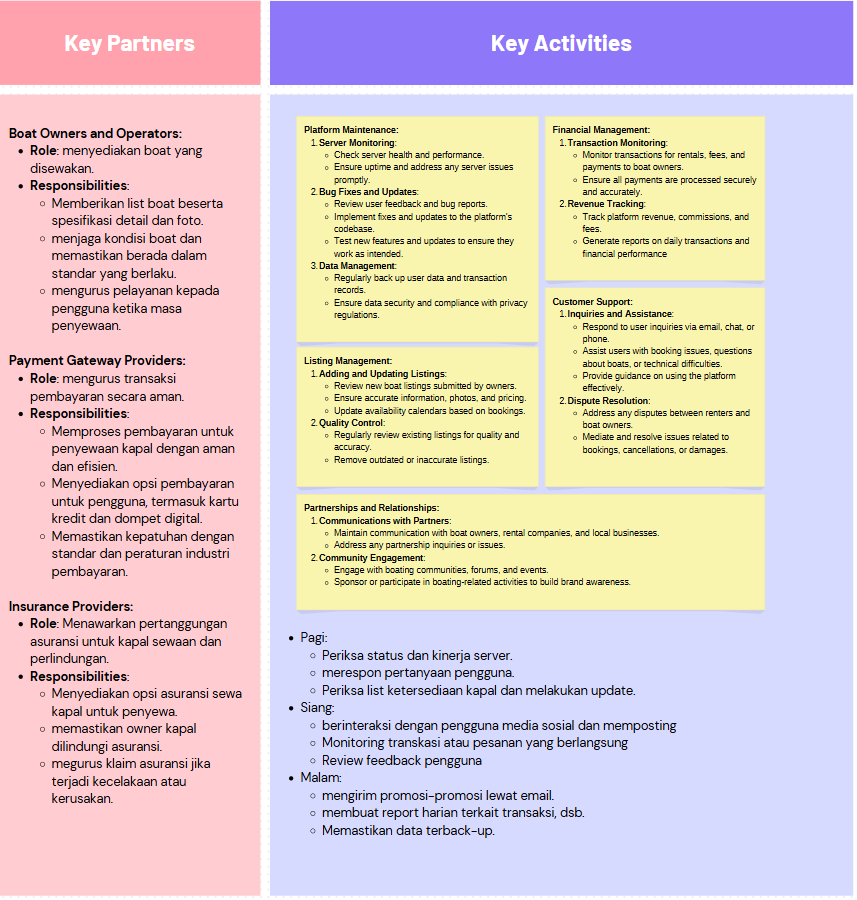 Key Partners
Boat Owners and Operators:
Role: menyediakan boat yang
disewakan.
Responsibilities:
Memberikan list boat beserta
spesifikasi detail dan foto.
menjaga kondisi boat dan
memastikan berada dalam
standar yang berlaku.
mengurus pelayanan kepada
pengguna ketika masa
penyewaan.
Payment Gateway Providers:
Role: mengurus transaksi
pembayaran secara aman.
Responsibilities:
Memproses pembayaran untuk
penyewaan kapal dengan aman
dan efisien.
Menyediakan opsi pembayaran
untuk pengguna, termasuk kartu
kredit dan dompet digital.
Memastikan kepatuhan dengan
standar dan peraturan industri
pembayaran.
Insurance Providers:
Role: Menawarkan pertanggungan
asuransi untuk kapal sewaan dan
perlindungan.
Responsibilities:
Menyediakan opsi asuransi sewa
kapal untuk penyewa.
memastikan owner kapal
dilindungi asuransi.
megurus klaim asuransi jika
terjadi kecelakaan atau
kerusakan.
Key Activities
Platform Maintenance:
1. Server Monitoring:
Check server health and performance.
Ensure uptime and address any server issues
promptly.
2. Bug Fixes and Updates:
Review user feedback and bug reports.
Implement fixes and updates to the platform's
codebase.
Test new features and updates to ensure they
work as intended.
3. Data Management:
Regularly back up user data and transaction
records.
Ensure data security and compliance with privacy
regulations.
Listing Management:
1. Adding and Updating Listings:
Review new boat listings submitted by owners.
Ensure accurate information, photos, and pricing.
Update availability calendars based on bookings.
2. Quality Control:
Regularly review existing listings for quality and
accuracy.
Remove outdated or inaccurate listings.
Financial Management:
1. Transaction Monitoring:
Monitor transactions for rentals, fees, and
payments to boat owners.
Ensure all payments are processed securely
and accurately.
2. Revenue Tracking:
Track platform revenue, commissions, and
fees.
Generate reports on daily transactions and
financial performance
Customer Support:
1. Inquiries and Assistance:
Respond to user inquiries via email, chat, or
phone.
Assist users with booking issues, questions
about boats, or technical difficulties.
Provide guidance on using the platform
effectively.
2. Dispute Resolution:
Address any disputes between renters and
boat owners.
Mediate and resolve issues related to
bookings, cancellations, or damages.
Partnerships and Relationships:
1. Communications with Partners:
Maintain communication with boat owners, rental companies, and local businesses.
Address any partnership inquiries or issues.
2. Community Engagement:
Engage with boating communities, forums, and events.
Sponsor or participate in boating-related activities to build brand awareness.
Pagi:
Periksa status dan kinerja server.
merespon pertanyaan pengguna.
Periksa list ketersediaan kapal dan melakukan update.
Siang:
berinteraksi dengan pengguna media sosial dan memposting
Monitoring transkasi atau pesanan yang berlangsung
Review feedback pengguna
Malam:
mengirim promosi-promosi lewat email.
membuat report harian terkait transaksi, dsb.
Memastikan data terback-up.